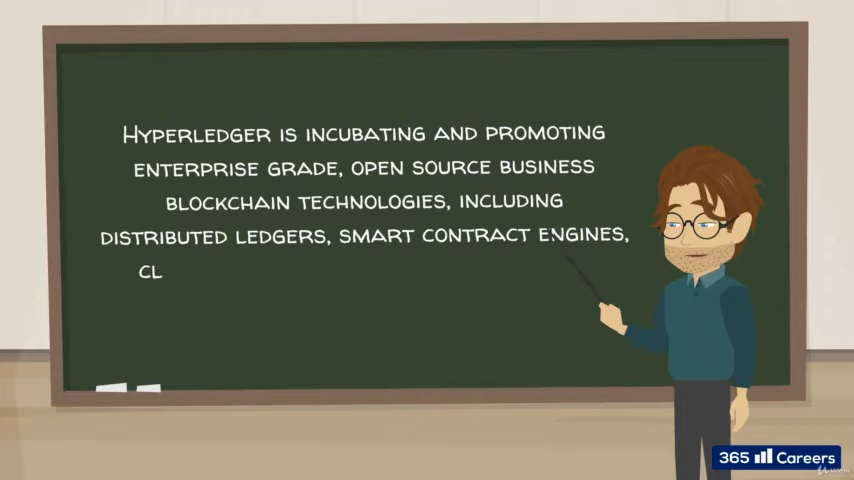 HYPERLEDGER IS INCUBATING AND PROMOTING
ENTERPRISE GRADE, OPEN SOURCE BUSINESS
BLOCKCHAIN TECHNOLOGIES, INCLUDING
DISTRIBUTED LEDGERS, SMART CONTRACT ENGINES,
CL
365 Careers